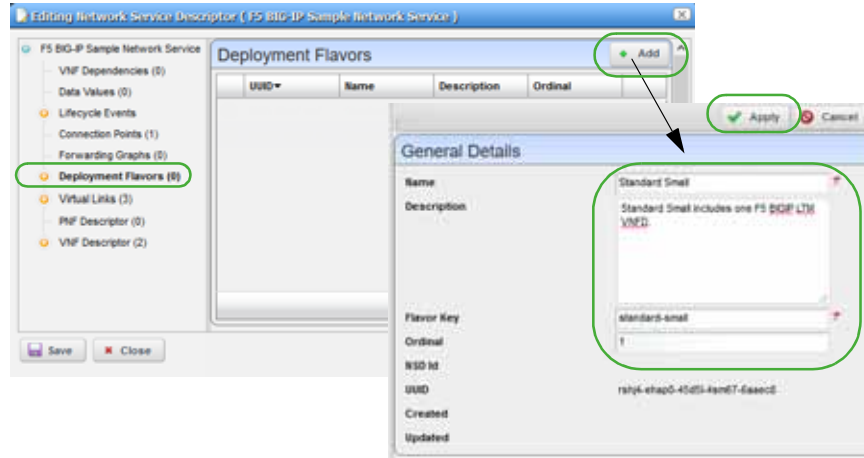 Editing Network Service Descriptor ( F5 BIG-IP Sample Network Service )
F5 BIG-IP Sample Network Service
VNF Dependencies (0)
Data Values (0)
Lifecycle Events
Connection Points (1)
Forwarding Graphs (0)
Deployment Flavors (0)
Virtual Links (3)
PNF Descriptor (0)
VNF Descriptor (2)
Save
Close
Deployment Flavors
Add
UUID Name Description Ordinal
Apply Cancel
General Details
Name Standard Small
Description Standard Small includes one F5 BIGIP LTM
VNFD.
Flavor Key standard-small
Ordinal 1
NSD Id
UUID
Created
Updated